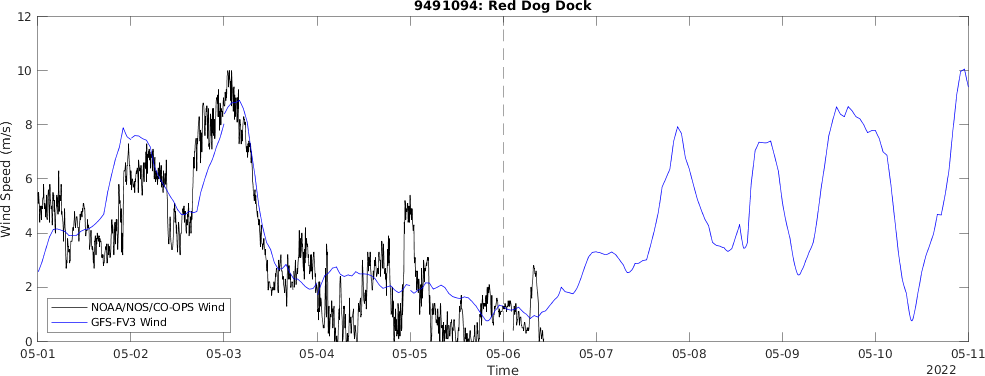 9491094: Red Dog Dock
Wind Speed (m/s)
12
10
8
6
4
2
0
NOAA/NOS/CO-OPS Wind
GFS-FV3 Wind
05-01 05-02 05-03 05-04 05-05 05-06 05-07 05-08 05-09 05-10 05-11
Time
2022